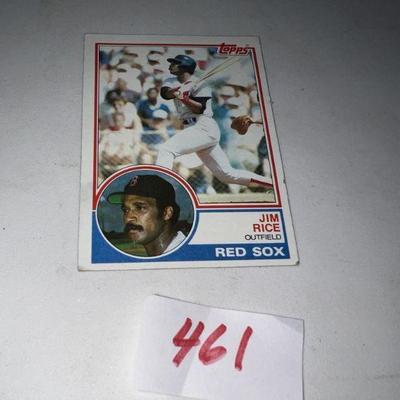 Topps
JIM
RICE
OUTFIELD
RED SOX
461